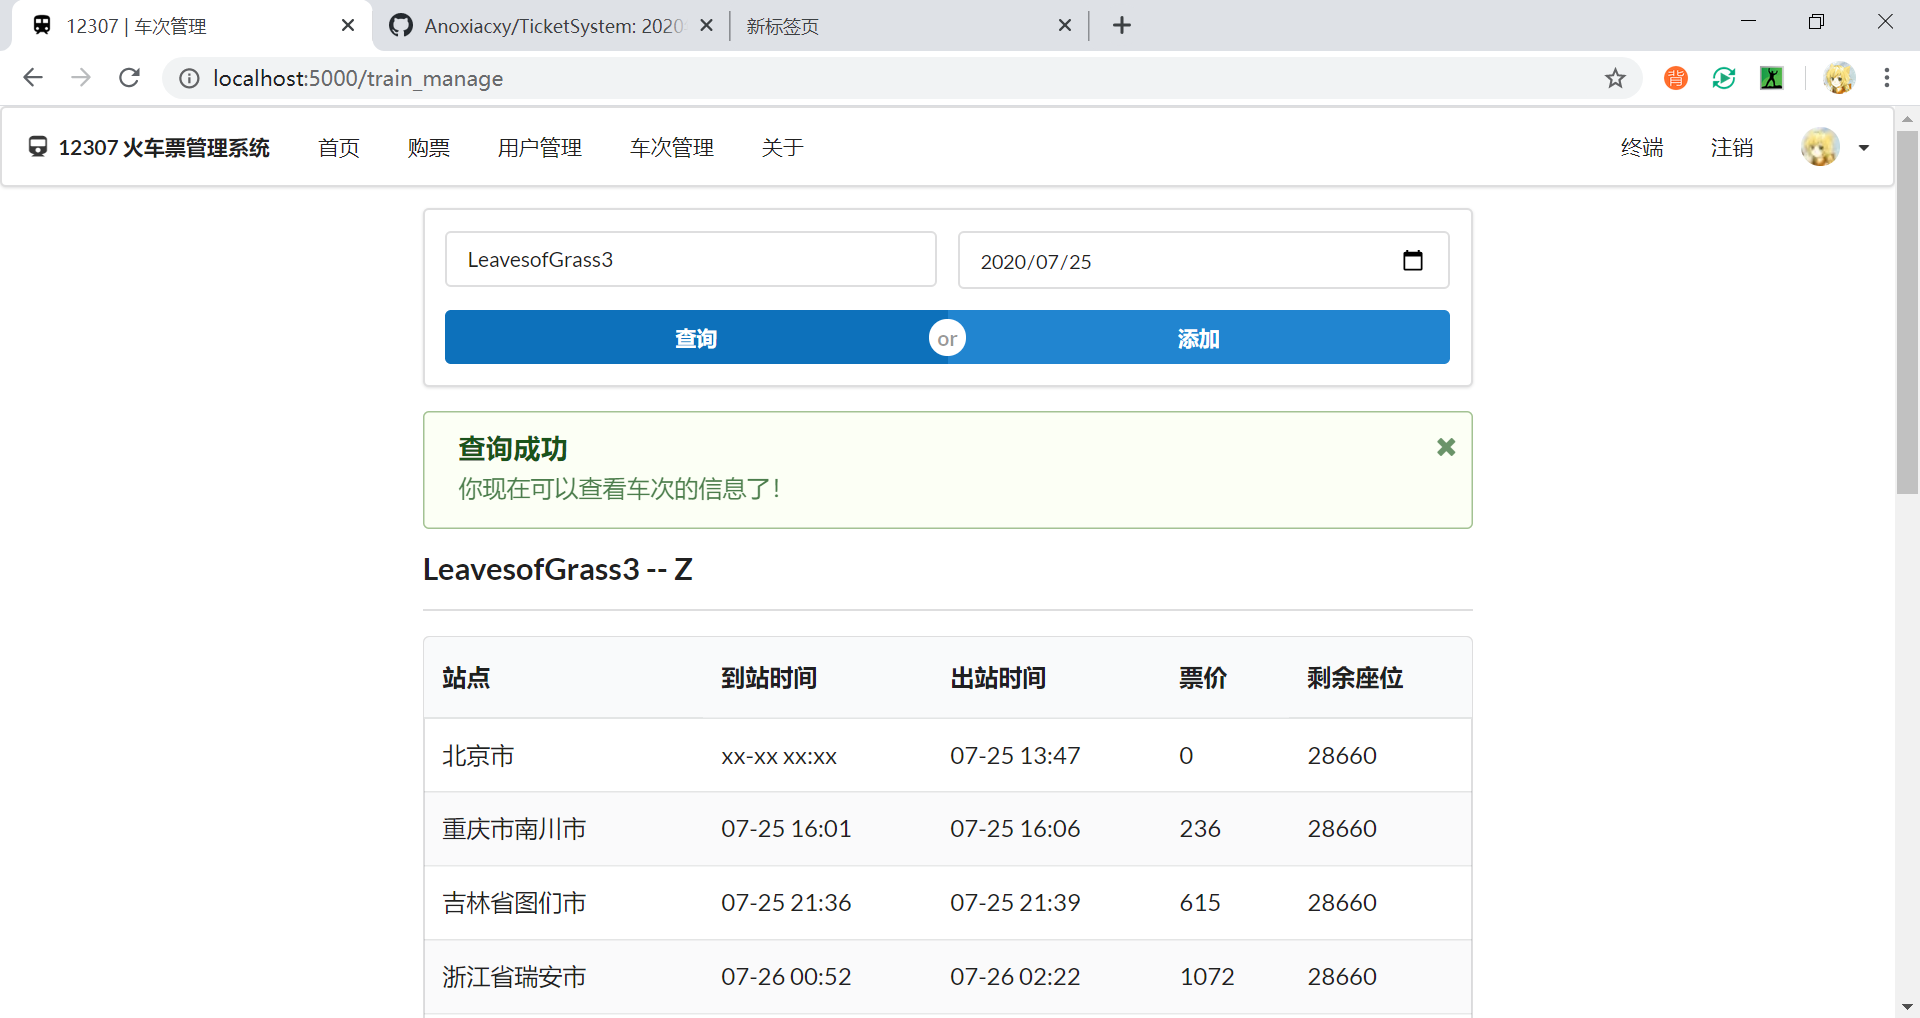 12307 | 车次管理
Anoxiacxy/TicketSystem: 2020
新标签页
localhost:5000/train_manage
背
12307 火车票管理系统 首页 购票 用户管理 车次管理 关于 终端 注销
LeavesofGrass3 2020/07/25
查询 or 添加
查询成功
你现在可以查看车次的信息了！
LeavesofGrass3 -- Z
站点 到站时间 出站时间 票价 剩余座位
北京市 xx-xx xx:xx 07-25 13:47 0 28660
重庆市南川市 07-25 16:01 07-25 16:06 236 28660
吉林省图们市 07-25 21:36 07-25 21:39 615 28660
浙江省瑞安市 07-26 00:52 07-26 02:22 1072 28660